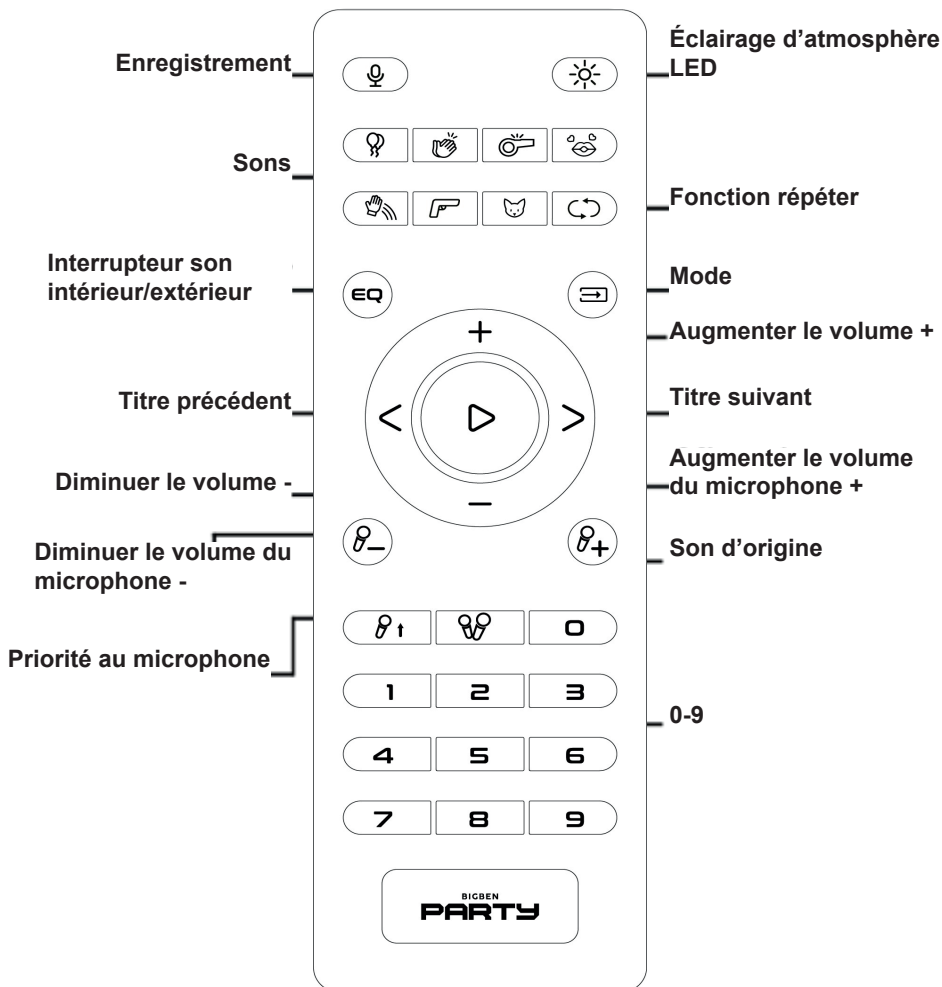 Enregistrement
Éclairage d’atmosphère
LED
Sons
Fonction répéter
Interrupteur son
intérieur/extérieur
EQ
Mode
Augmenter le volume +
+
Titre précédent
<
>
Titre suivant
Diminuer le volume -
−
Augmenter le volume
du microphone +
Diminuer le volume du
microphone -
−
+
Son d’origine
Priorité au microphone
0
1 2 3
0-9
4 5 6
7 8 9
BIGBEN
PARTY